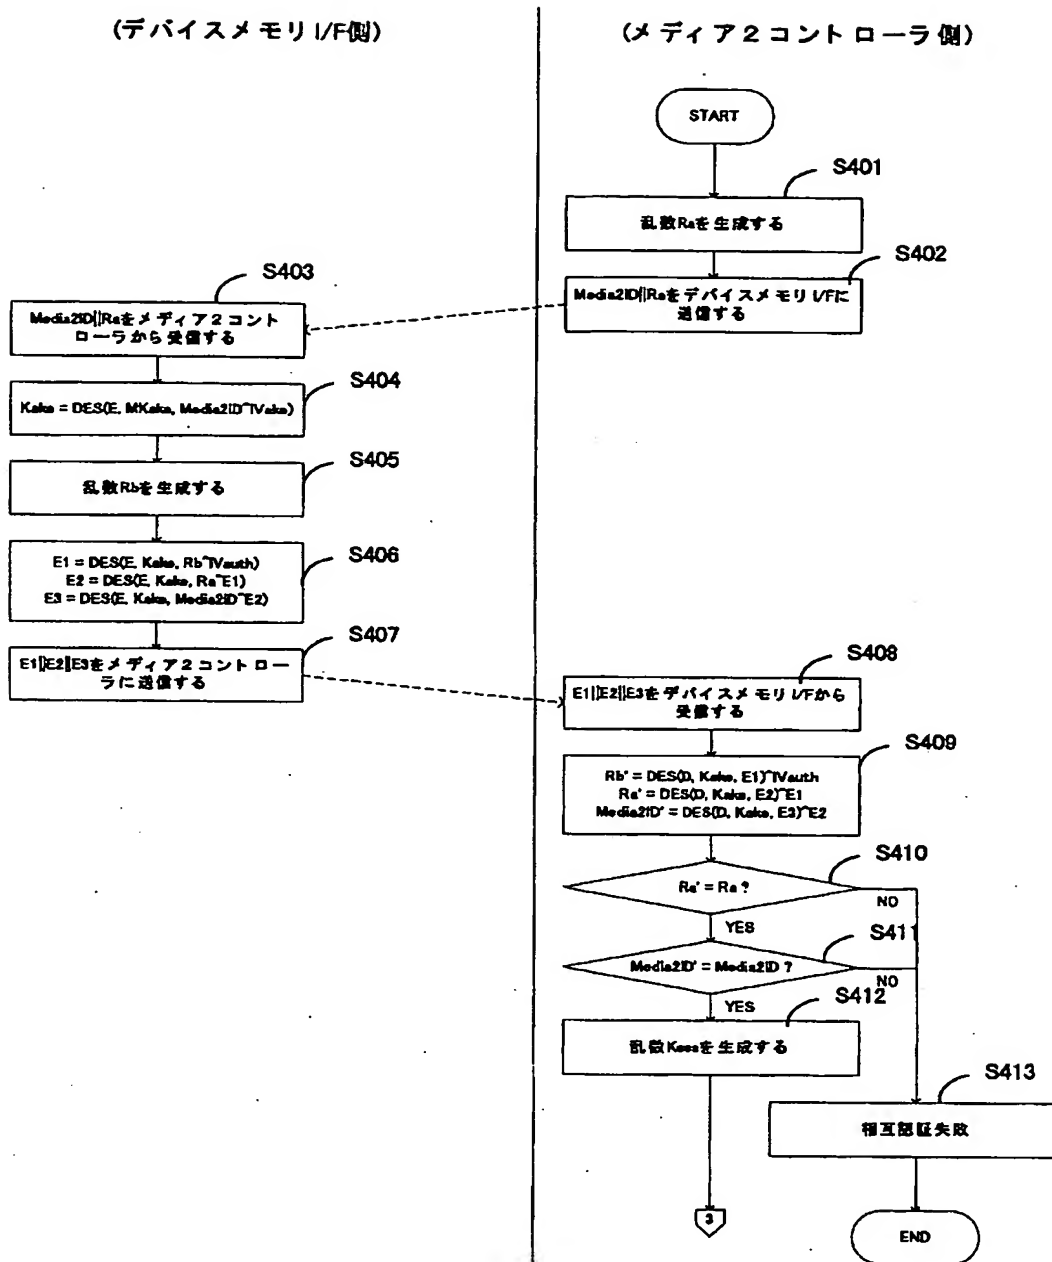 (デバイスメモリI/F側)
(メディア2コントローラ側)
START
S401
乱数Raを生成する
S402
Media2ID||RaをデバイスメモリI/Fに
送信する
S403
Media2ID||Raをメディア2コント
ローラから受信する
S404
Kake = DES(E, MKake, Media2ID^IVake)
S405
乱数Rbを生成する
S406
E1 = DES(E, Kake, Rb^IVauth)
E2 = DES(E, Kake, Ra^E1)
E3 = DES(E, Kake, Media2ID^E2)
S407
E1||E2||E3をメディア2コントロー
ラに送信する
S408
E1||E2||E3をデバイスメモリI/Fから
受信する
S409
Rb' = DES(D, Kake, E1)^IVauth
Ra' = DES(D, Kake, E2)^E1
Media2ID' = DES(D, Kake, E3)^E2
S410
Ra' = Ra ?
NO
YES
S411
Media2ID' = Media2ID ?
NO
YES
S412
乱数Ksesを生成する
S413
相互認証失敗
3
END